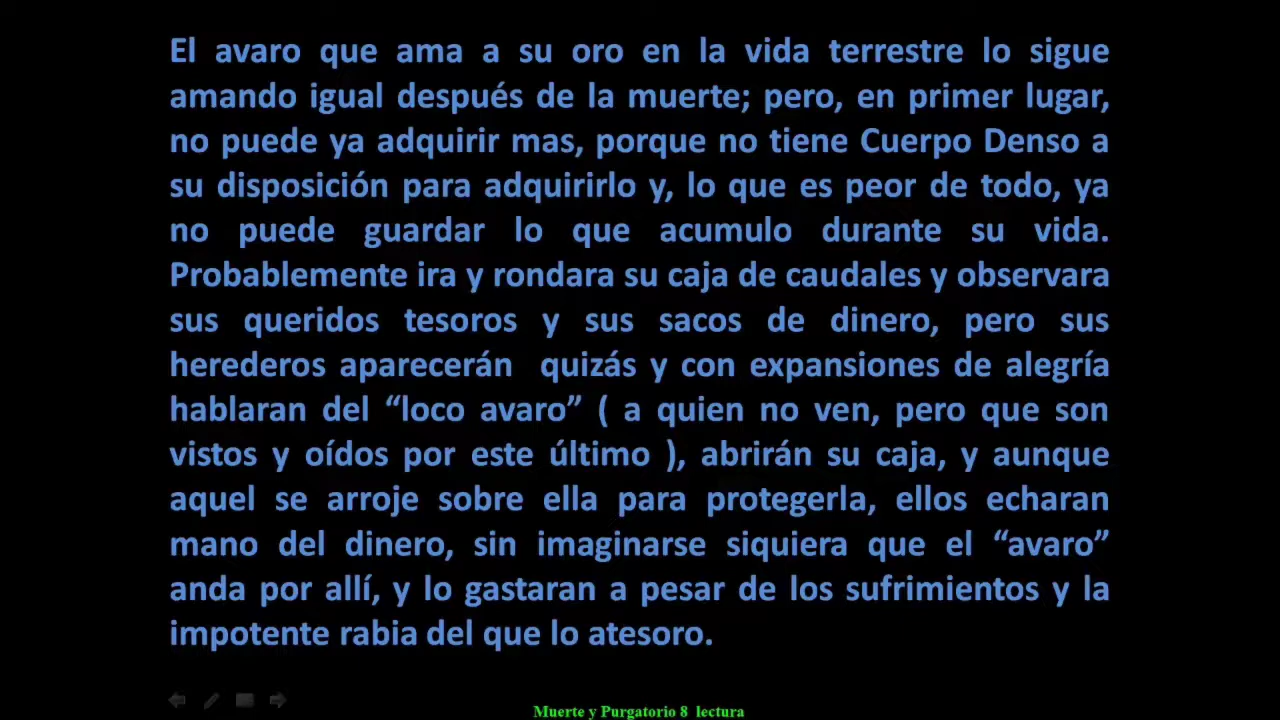 El avaro que ama a su oro en la vida terrestre lo sigue
amando igual después de la muerte; pero, en primer lugar,
no puede ya adquirir mas, porque no tiene Cuerpo Denso a
su disposición para adquirirlo y, lo que es peor de todo, ya
no puede guardar lo que acumulo durante su vida.
Probablemente ira y rondara su caja de caudales y observara
sus queridos tesoros y sus sacos de dinero, pero sus
herederos aparecerán quizás y con expansiones de alegría
hablaran del “loco avaro” ( a quien no ven, pero que son
vistos y oídos por este último ), abrirán su caja, y aunque
aquel se arroje sobre ella para protegerla, ellos echaran
mano del dinero, sin imaginarse siquiera que el “avaro”
anda por allí, y lo gastaran a pesar de los sufrimientos y la
impotente rabia del que lo atesoro.
Muerte y Purgatorio 8 lectura